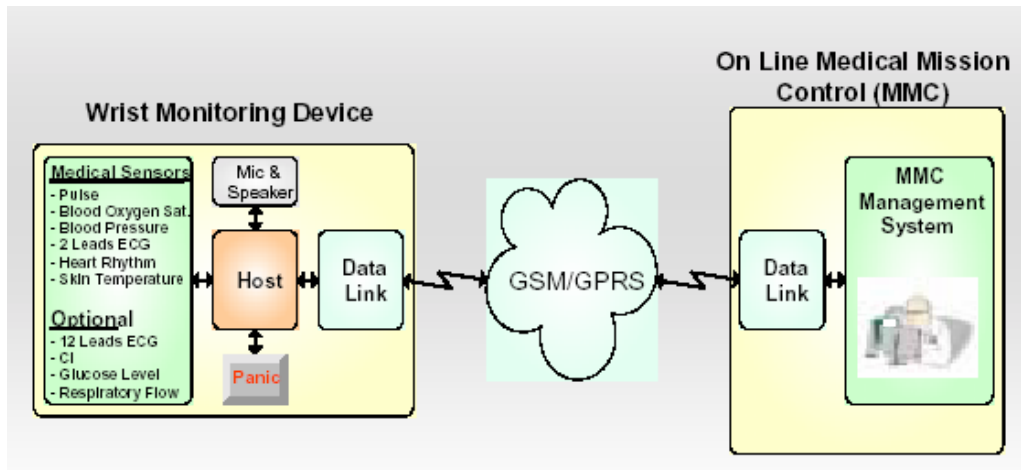 On Line Medical Mission
Control (MMC)
Wrist Monitoring Device
Medical Sensors
- Pulse
- Blood Oxygen Sat.
- Blood Pressure
- 2 Leads ECG
- Heart Rhythm
- Skin Temperature
Optional
- 12 Leads ECG
- CI
- Glucose Level
- Respiratory Flow
Mic &
Speaker
Host
Panic
Data
Link
GSM/GPRS
Data
Link
MMC
Management
System